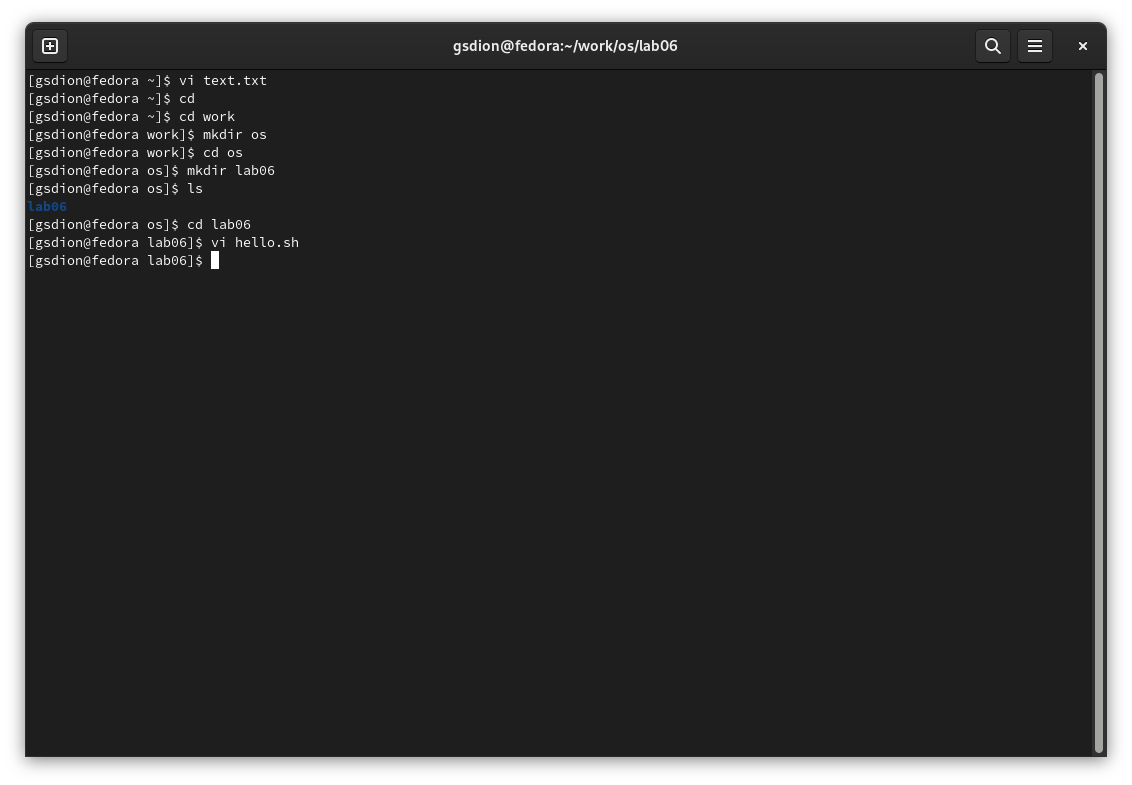 gsdion@fedora:~/work/os/lab06
[gsdion@fedora ~]$ vi text.txt
[gsdion@fedora ~]$ cd
[gsdion@fedora ~]$ cd work
[gsdion@fedora work]$ mkdir os
[gsdion@fedora work]$ cd os
[gsdion@fedora os]$ mkdir lab06
[gsdion@fedora os]$ ls
lab06
[gsdion@fedora os]$ cd lab06
[gsdion@fedora lab06]$ vi hello.sh
[gsdion@fedora lab06]$